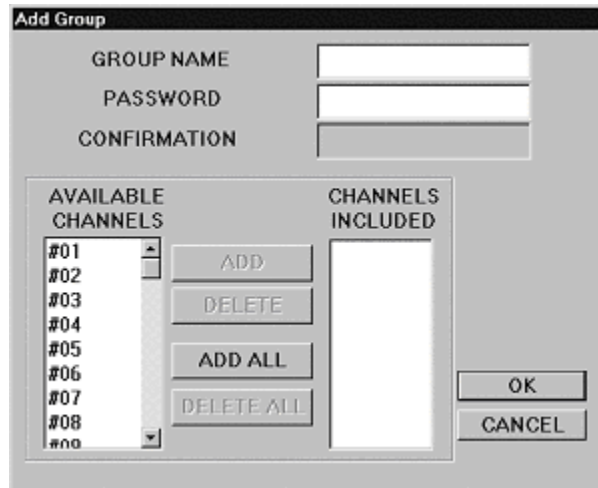 Add Group
GROUP NAME
PASSWORD
CONFIRMATION
AVAILABLE
CHANNELS
CHANNELS
INCLUDED
#01
#02
#03
#04
#05
#06
#07
#08
#09
ADD
DELETE
ADD ALL
DELETE ALL
OK
CANCEL